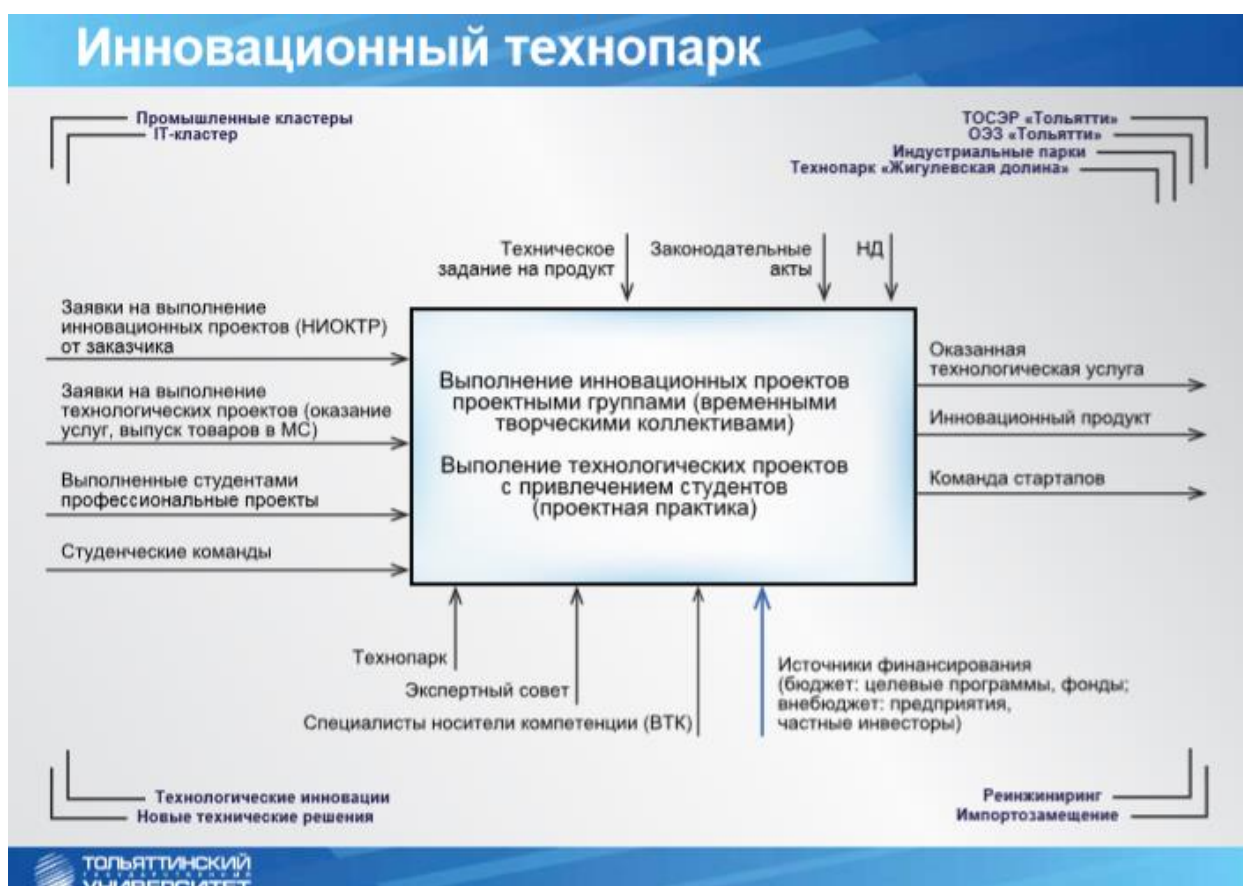 Инновационный технопарк
Промышленные кластеры
IT-кластер
ТОСЭР «Тольятти»
ОЭЗ «Тольятти»
Индустриальные парки
Технопарк «Жигулевская долина»
Техническое
задание на продукт
Законодательные
акты
НД
Заявки на выполнение
инновационных проектов (НИОКТР)
от заказчика
Заявки на выполнение
технологических проектов (оказание
услуг, выпуск товаров в МС)
Выполненные студентами
профессиональные проекты
Студенческие команды
Выполнение инновационных проектов
проектными группами (временными
творческими коллективами)
Выполение технологических проектов
с привлечением студентов
(проектная практика)
Оказанная
технологическая услуга
Инновационный продукт
Команда стартапов
Технопарк
Экспертный совет
Специалисты носители компетенции (ВТК)
Источники финансирования
(бюджет: целевые программы, фонды;
внебюджет: предприятия,
частные инвесторы)
Технологические инновации
Новые технические решения
Реинжиниринг
Импортозамещение
ТОЛЬЯТТИНСКИЙ
ГОСУДАРСТВЕННЫЙ
УНИВЕРСИТЕТ